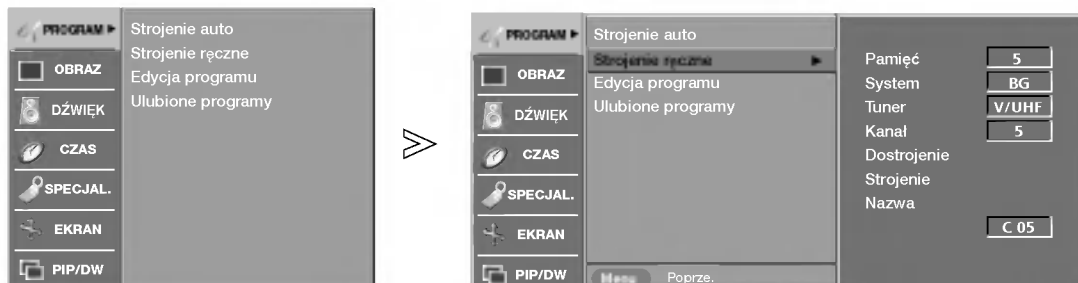 PROGRAM
Strojenie auto
Strojenie ręczne
Edycja programu
Ulubione programy
OBRAZ
DŹWIĘK
CZAS
SPECJAL.
EKRAN
PIP/DW
PROGRAM
Strojenie auto
Strojenie ręczne
Edycja programu
Ulubione programy
OBRAZ
DŹWIĘK
CZAS
SPECJAL.
EKRAN
PIP/DW
Menu Poprze.
Pamięć 5
System BG
Tuner V/UHF
Kanał 5
Dostrojenie
Strojenie
Nazwa
C 05